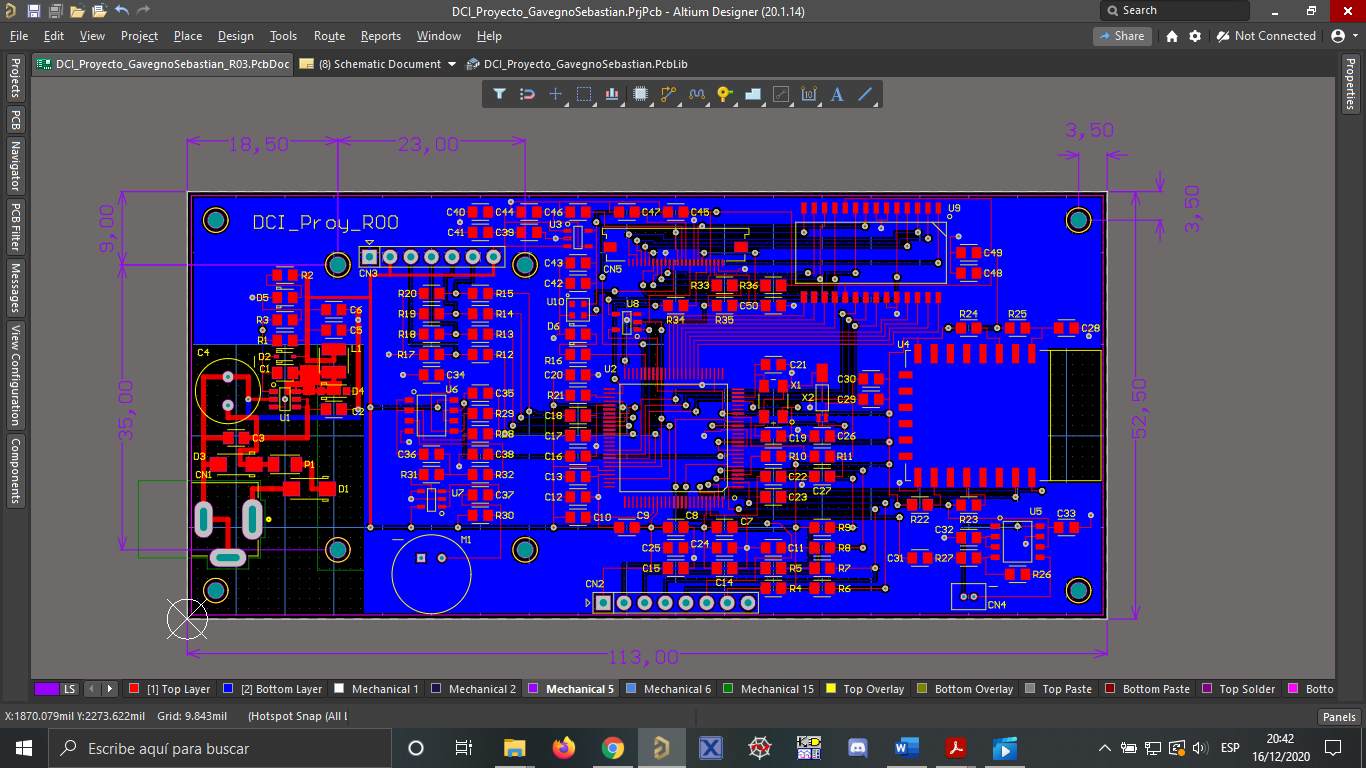 DCI_Proyecto_GavegnoSebastian.PrjPcb - Altium Designer (20.1.14)
Search
File Edit View Project Place Design Tools Route Reports Window Help
Share
Not Connected
DCI_Proyecto_GavegnoSebastian_R03.PcbDoc
(8) Schematic Document
DCI_Proyecto_GavegnoSebastian.PcbLib
Projects
PCB
Navigator
PCB Filter
Messages
View Configuration
Components
Properties
18,50
23,00
3,50
9,00
3,50
DCI_Proy_R00
C40 C44 C46 C47 C45 U9
C41 C39 U3
CN3 C43 CN5 C49
R2 C42 C48
R33 R36
D5 R20 R15 U10 U8
C6 R19 R14 R34 R35 C50
R3 C5 R18 R13 D6 R24 R25 C28
R1 L1 R17 R12 R16 U4
C4 D2 C1 C34 C20 U2 C21
D4 U6 C35 R21 X1 C30
U1 C2 R29 C18 X2 C29
C3 R28 C17 C19 C26
D3 P1 C36 C38 C16 R10 R11
CN1 R31 R32 C13 C22 C27
D1 U7 C37 C12 C23
R30 C10 C9 C8 C7 R9 R22 R23 U5 C33
M1 C25 C24 C11 R8 C32
C15 R5 R7 C31 R27
CN2 C14 R4 R6 R26
CN4
35,00
52,50
113,00
LS
[1] Top Layer
[2] Bottom Layer
Mechanical 1
Mechanical 2
Mechanical 5
Mechanical 6
Mechanical 15
Top Overlay
Bottom Overlay
Top Paste
Bottom Paste
Top Solder
Botto
X:1870.079mil Y:2273.622mil Grid: 9.843mil (Hotspot Snap (All L
Panels
Escribe aquí para buscar
ESP
20:42
16/12/2020